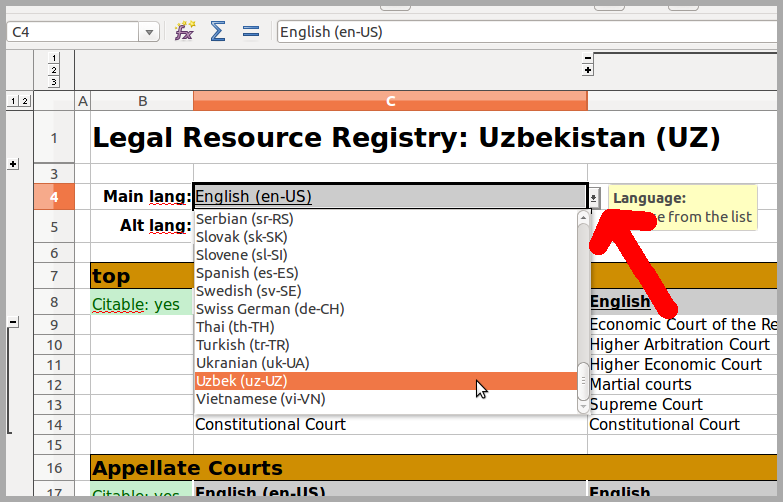 C4
English (en-US)
1
2
3
1 2
A B C
1 Legal Resource Registry: Uzbekistan (UZ)
3
4 Main lang: English (en-US)
Language:
from the list
5 Alt lang:
Serbian (sr-RS)
Slovak (sk-SK)
6 Slovene (sl-SI)
7 top
Spanish (es-ES)
Swedish (sv-SE)
8 Citable: yes
English
Swiss German (de-CH)
9 Thai (th-TH)
Economic Court of the Re
10 Turkish (tr-TR)
Higher Arbitration Court
11 Ukranian (uk-UA)
Higher Economic Court
12 Uzbek (uz-UZ)
Martial courts
13 Vietnamese (vi-VN)
Supreme Court
14 Constitutional Court
Constitutional Court
15
16 Appellate Courts
17 Citable: yes English (en-US) English